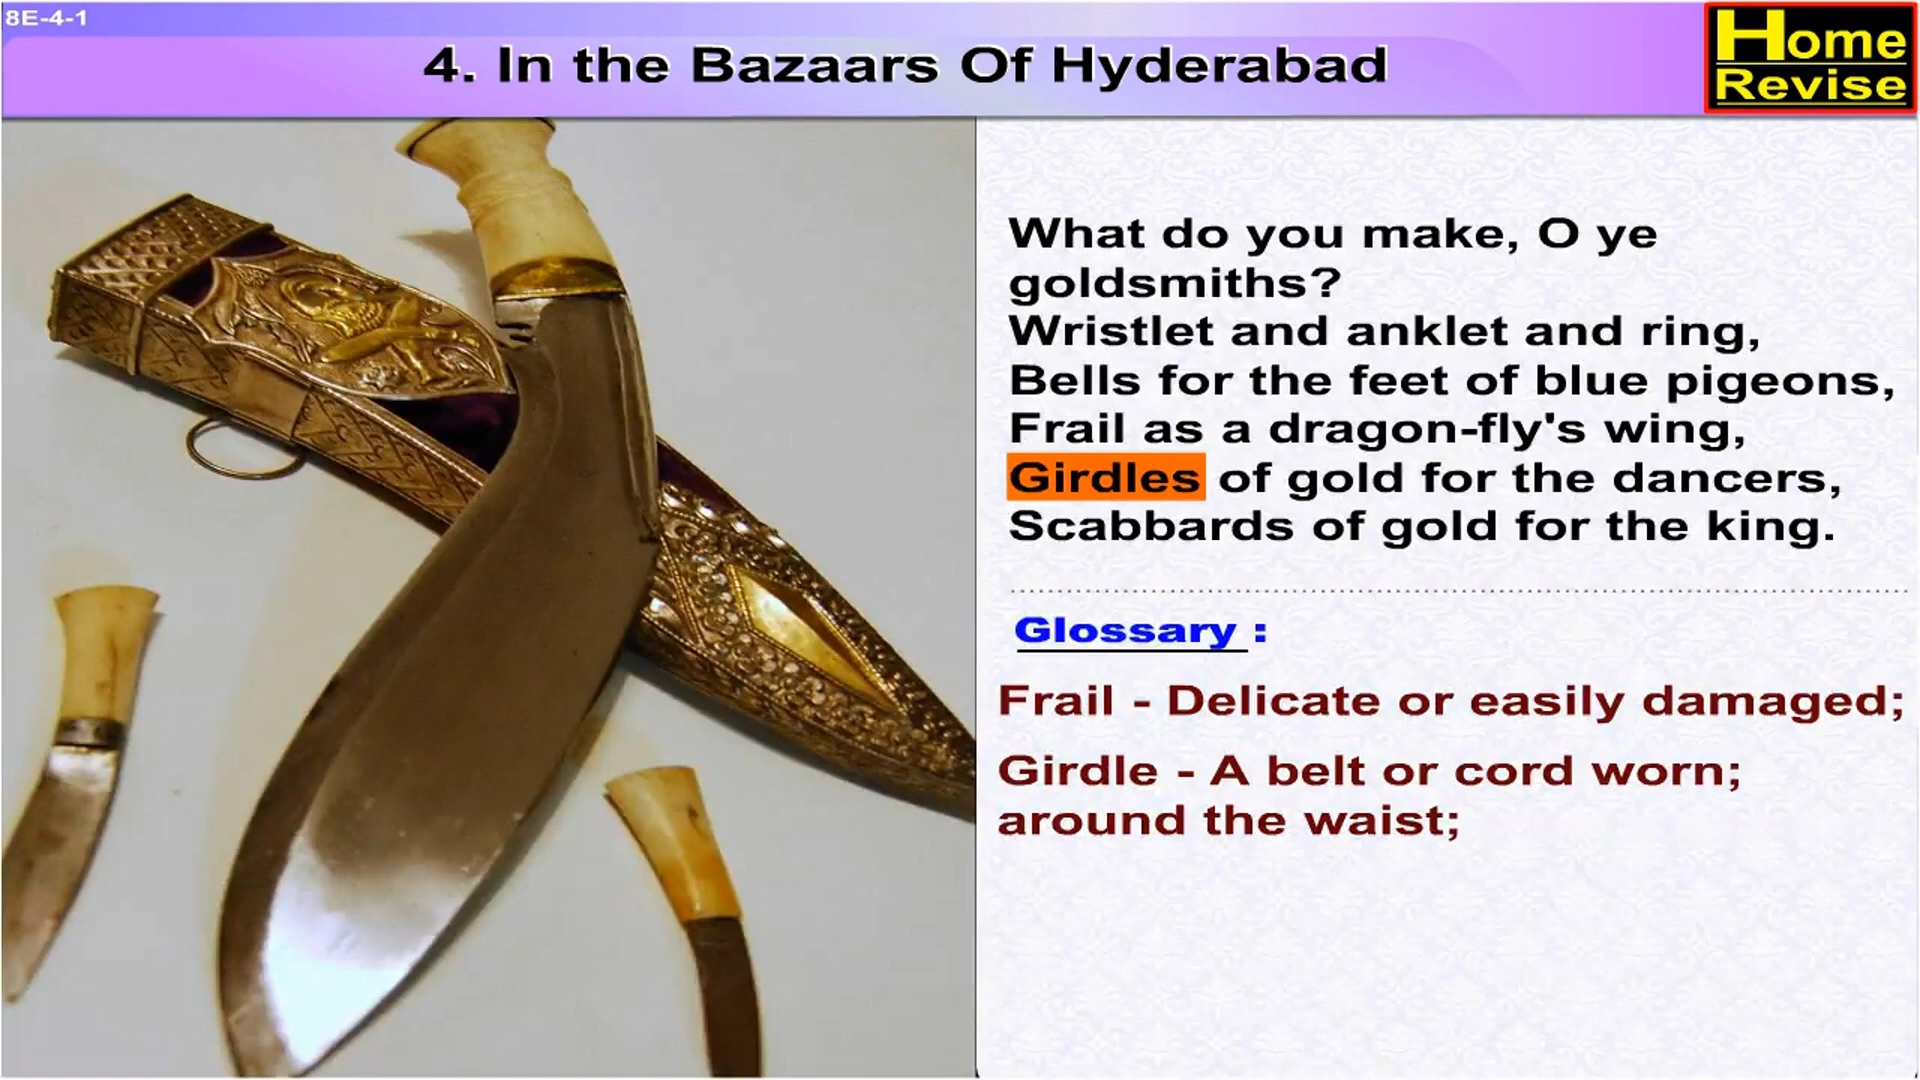 8E-4-1
4. In the Bazaars Of Hyderabad
Home
Revise
What do you make, O ye
goldsmiths?
Wristlet and anklet and ring,
Bells for the feet of blue pigeons,
Frail as a dragon-fly's wing,
Girdles of gold for the dancers,
Scabbards of gold for the king.
Glossary :
Frail - Delicate or easily damaged;
Girdle - A belt or cord worn;
around the waist;